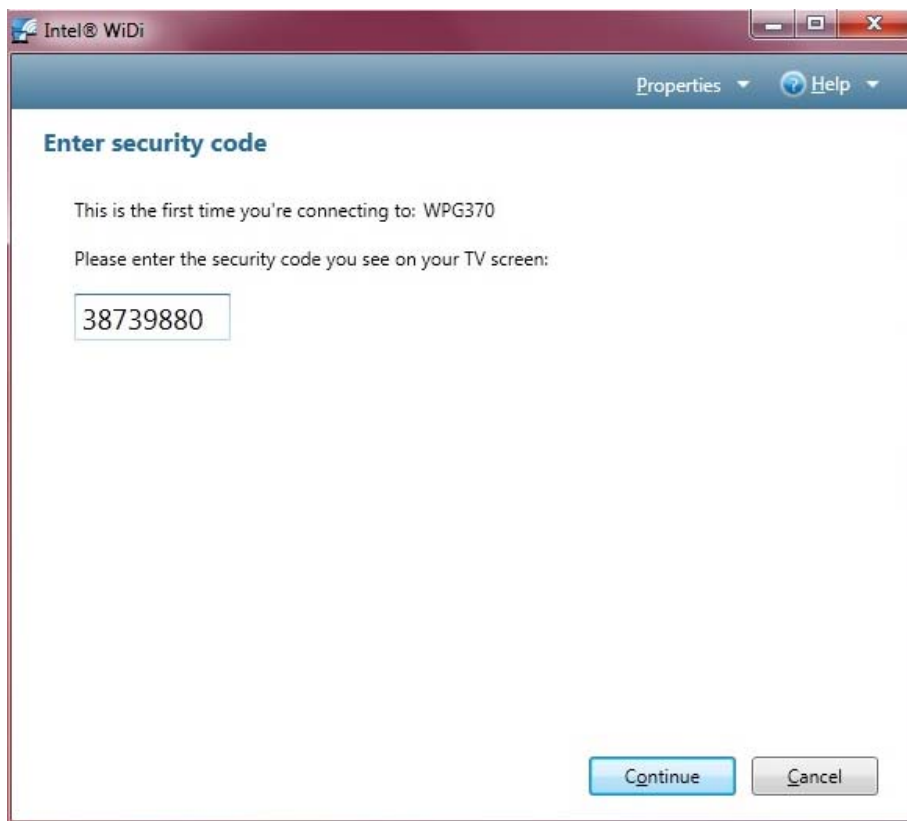 Intel® WiDi
Properties Help
Enter security code
This is the first time you're connecting to: WPG370
Please enter the security code you see on your TV screen:
38739880
Continue Cancel